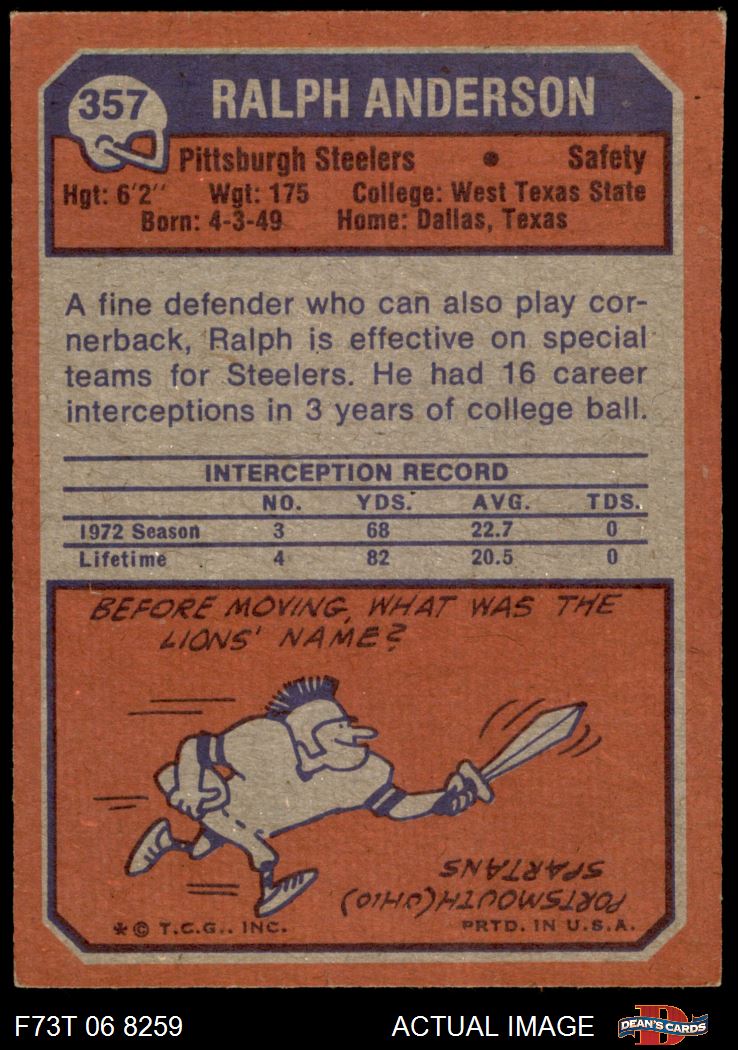 357
RALPH ANDERSON
Pittsburgh Steelers • Safety
Hgt: 6'2" Wgt: 175 College: West Texas State
Born: 4-3-49 Home: Dallas, Texas
A fine defender who can also play cor-
nerback, Ralph is effective on special
teams for Steelers. He had 16 career
interceptions in 3 years of college ball.
INTERCEPTION RECORD
NO. YDS. AVG. TDS.
1972 Season 3 68 22.7 0
Lifetime 4 82 20.5 0
BEFORE MOVING, WHAT WAS THE
LIONS' NAME?
PORTSMOUTH (OHIO)
SPARTANS
* © T.C.G., INC. PRTD. IN U.S.A.
F73T 06 8259 ACTUAL IMAGE
D
DEAN'S CARDS